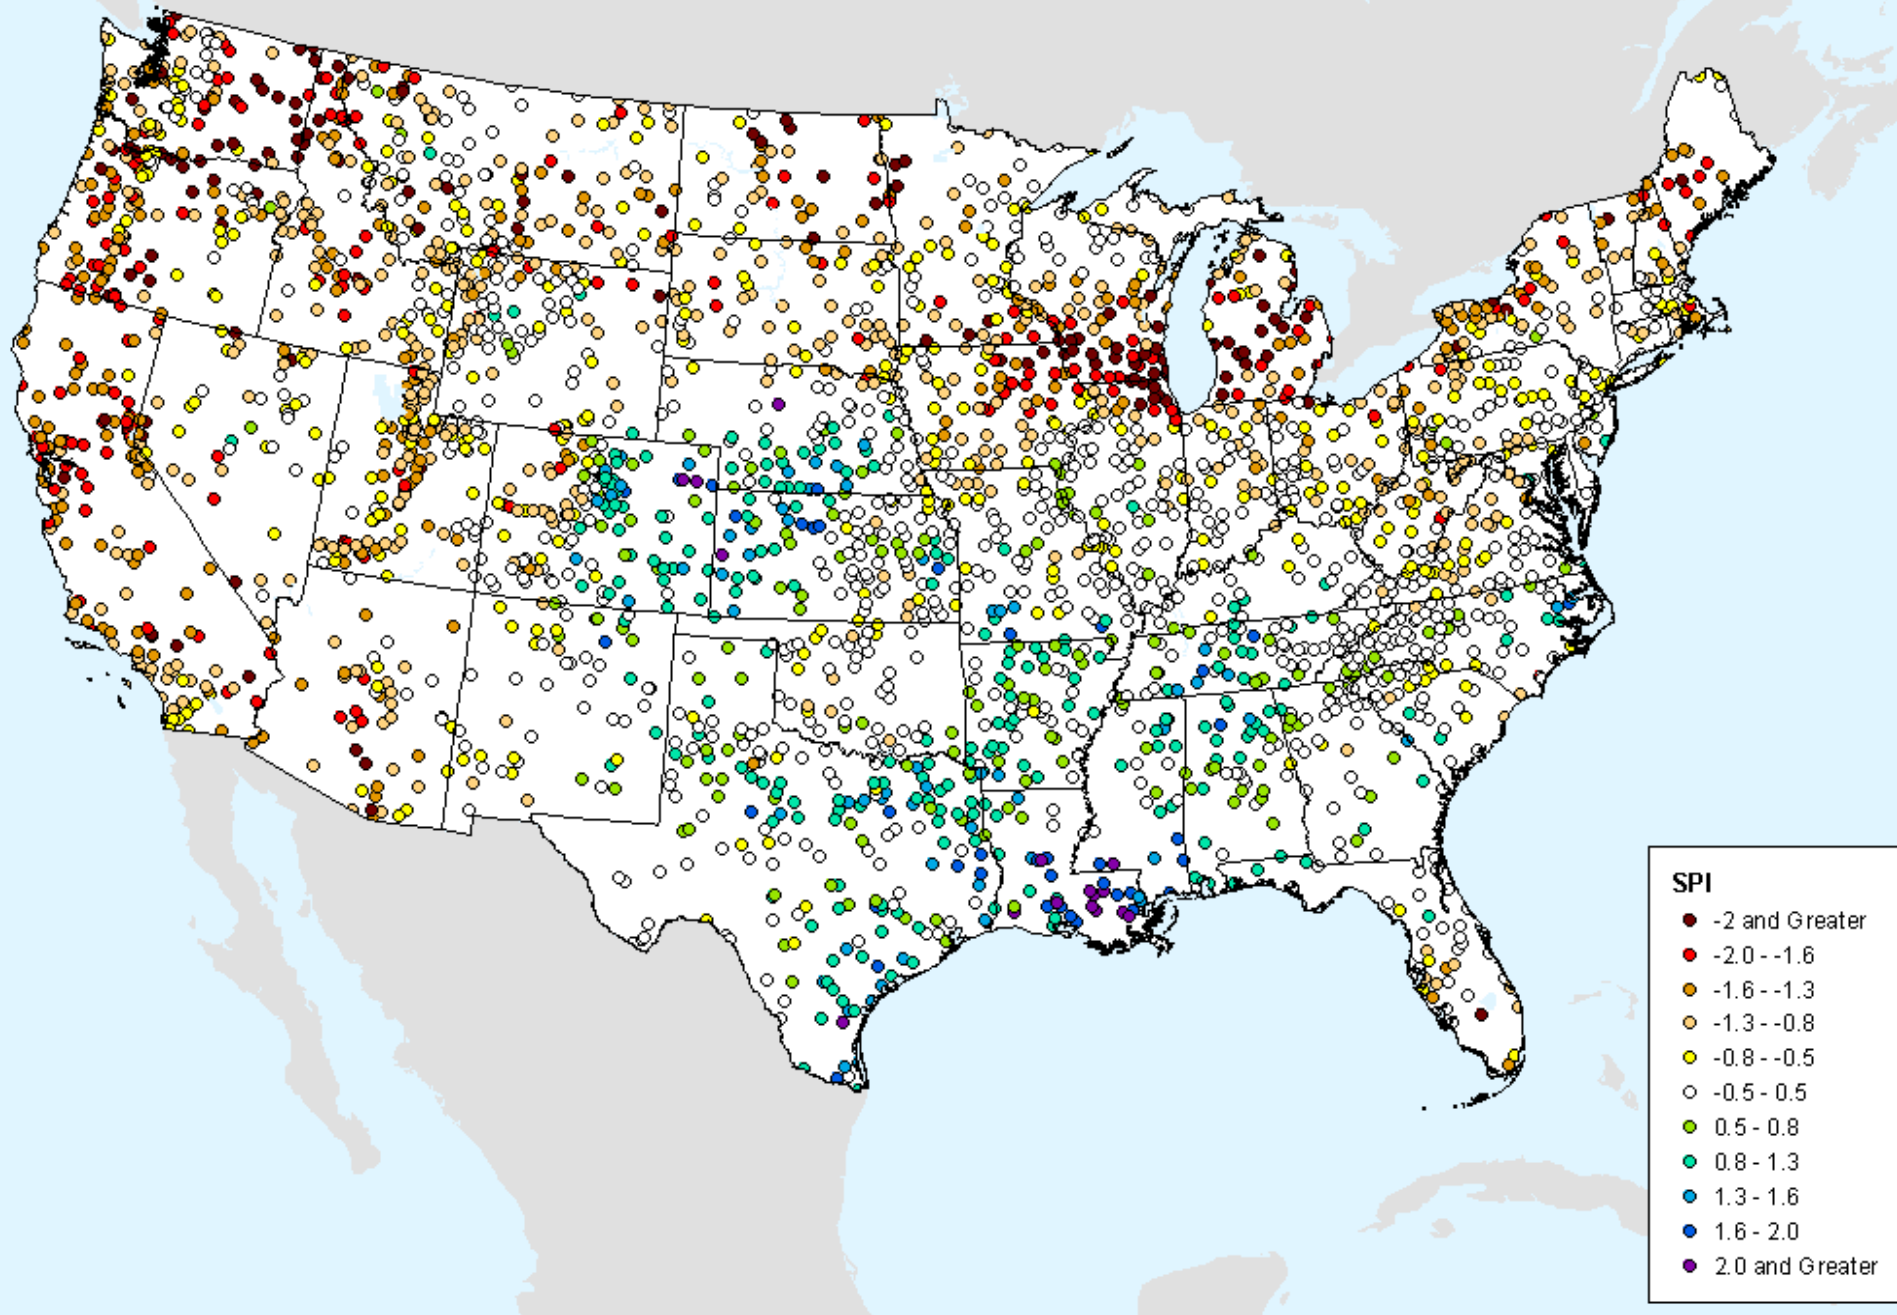 SPI
-2 and Greater
-2.0 - -1.6
-1.6 - -1.3
-1.3 - -0.8
-0.8 - -0.5
-0.5 - 0.5
0.5 - 0.8
0.8 - 1.3
1.3 - 1.6
1.6 - 2.0
2.0 and Greater